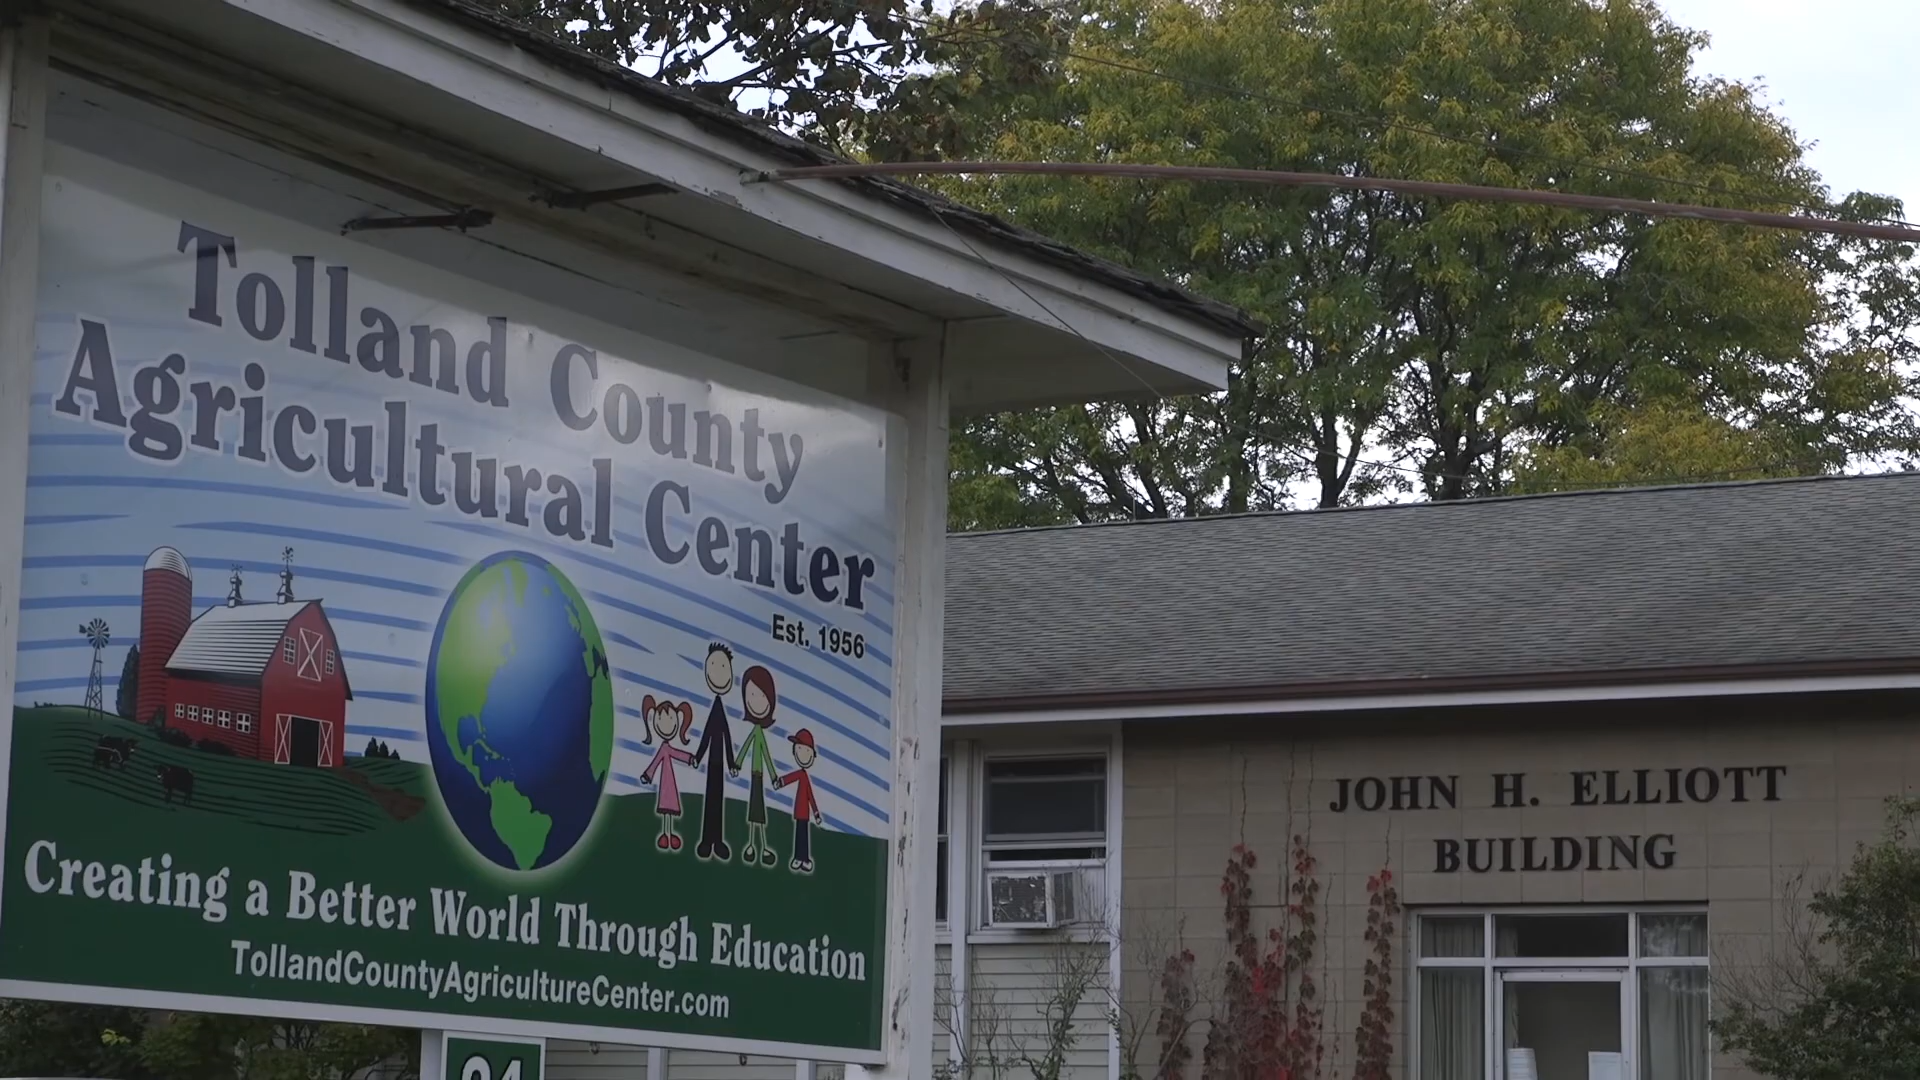 Tolland County
Agricultural Center
Est. 1956
Creating a Better World Through Education
TollandCountyAgricultureCenter.com
JOHN H. ELLIOTT
BUILDING